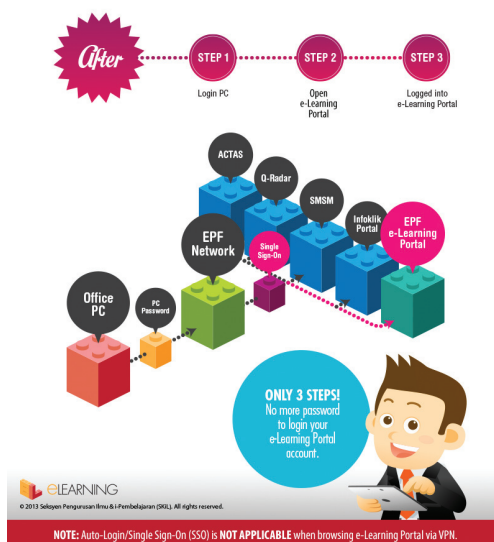 After
STEP 1
STEP 2
STEP 3
Login PC
Open
e-Learning
Portal
Logged into
e-Learning Portal
ACTAS
Q-Radar
SMSM
Infoklik
Portal
EPF
e-Learning
Portal
EPF
Network
Single
Sign-On
Office
PC
PC
Password
ONLY 3 STEPS!
No more password
to login your
e-Learning Portal
account.
eLEARNING
© 2013 Seksyen Pengurusan Ilmu & i-Pembelajaran (SKIL). All rights reserved.
NOTE: Auto-Login/Single Sign-On (SSO) is NOT APPLICABLE when browsing e-Learning Portal via VPN.